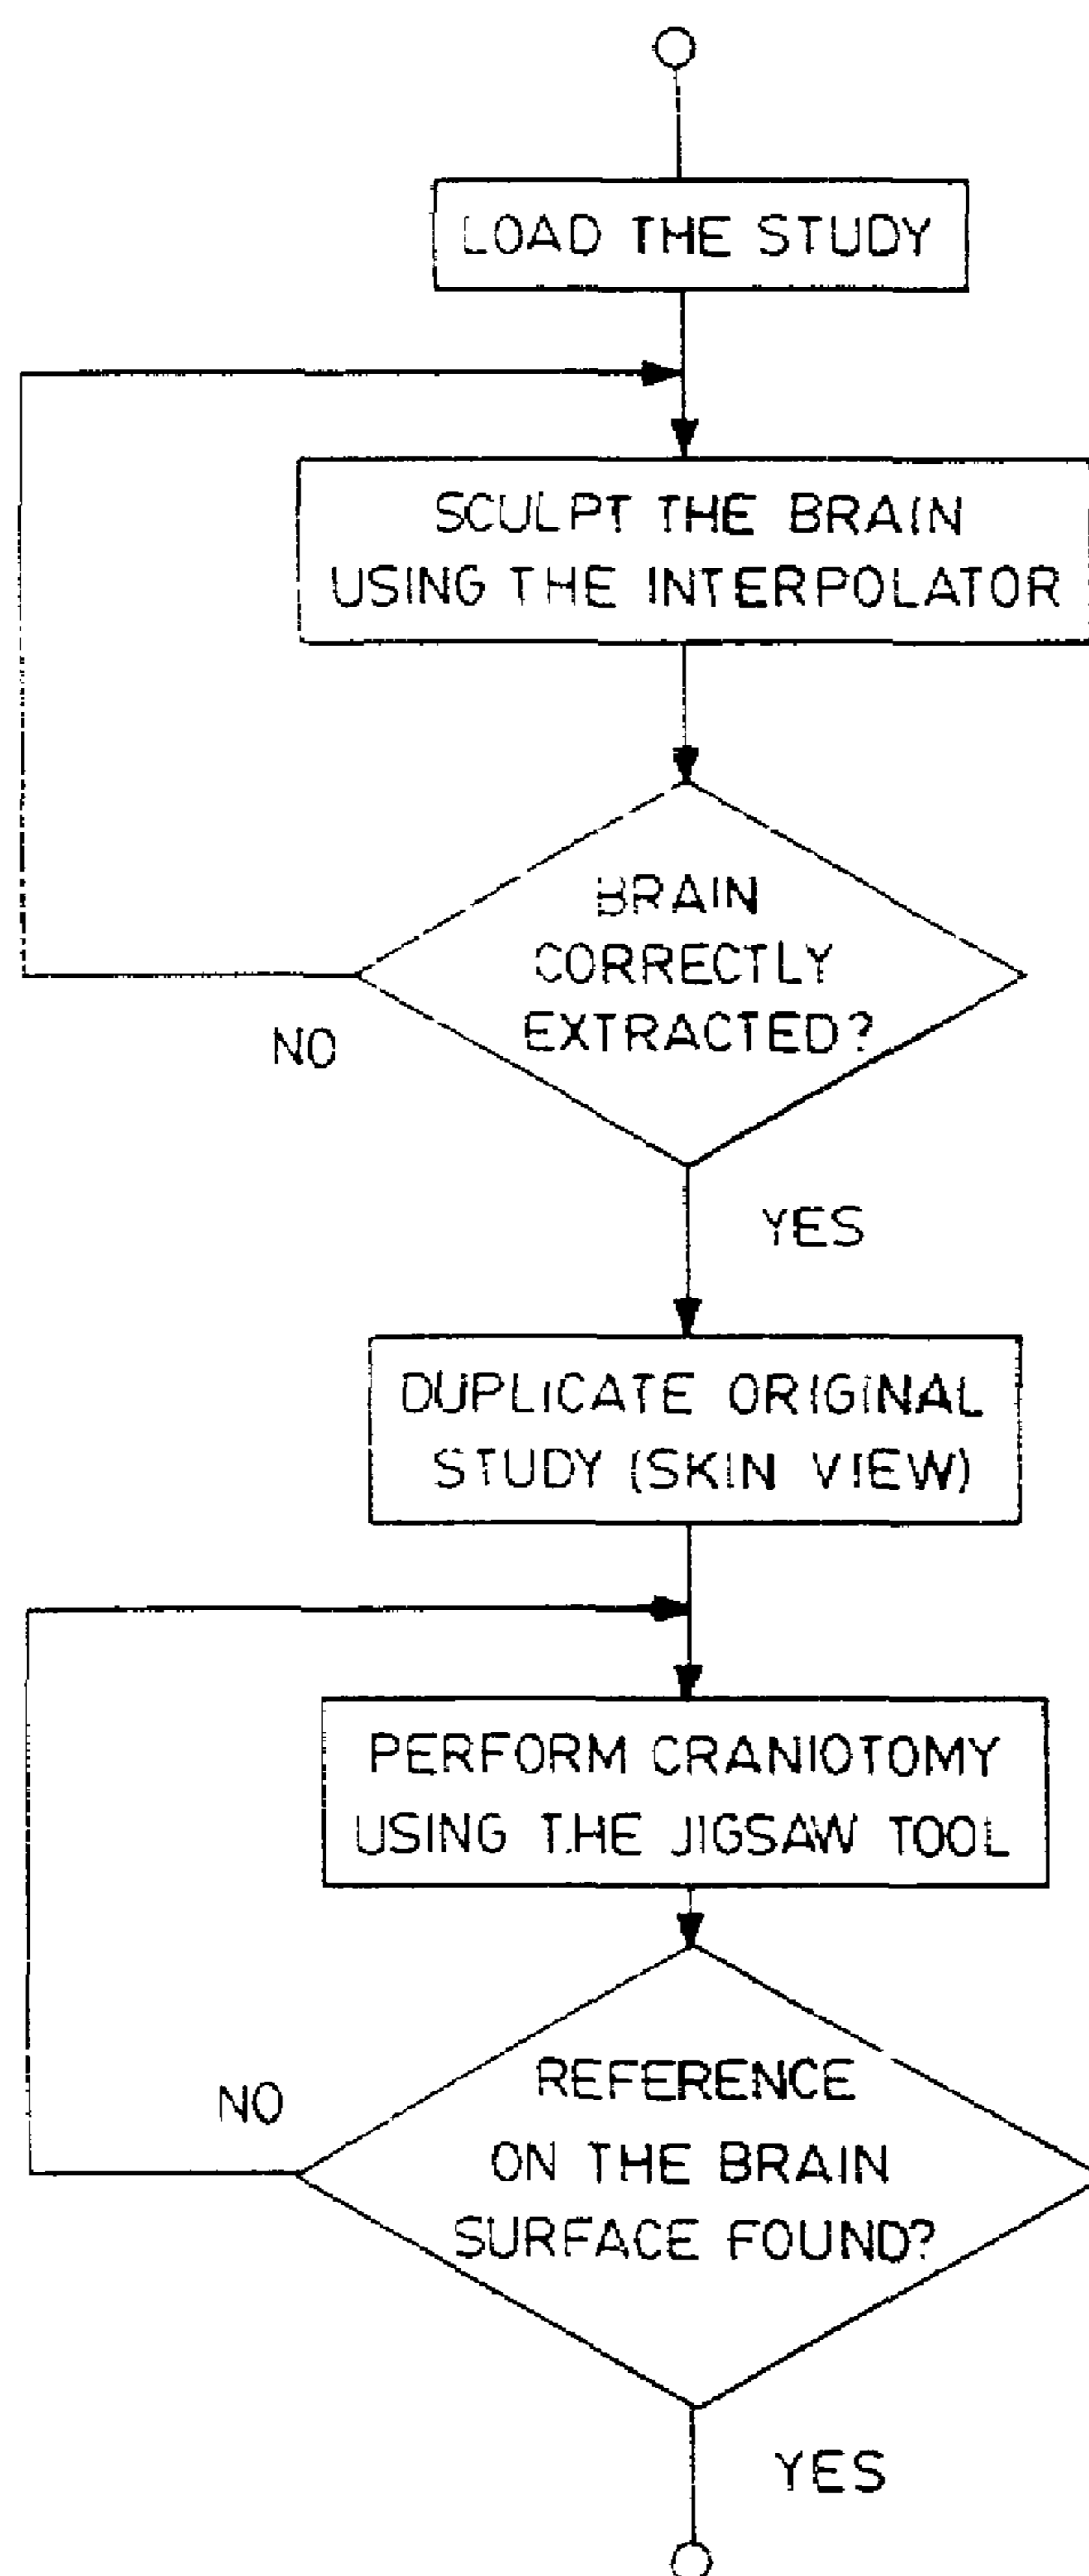 LOAD THE STUDY
SCULPT THE BRAIN
USING THE INTERPOLATOR
BRAIN
CORRECTLY
EXTRACTED?
NO
YES
DUPLICATE ORIGINAL
STUDY (SKIN VIEW)
PERFORM CRANIOTOMY
USING THE JIGSAW TOOL
REFERENCE
NO
ON THE BRAIN
SURFACE FOUND?
YES